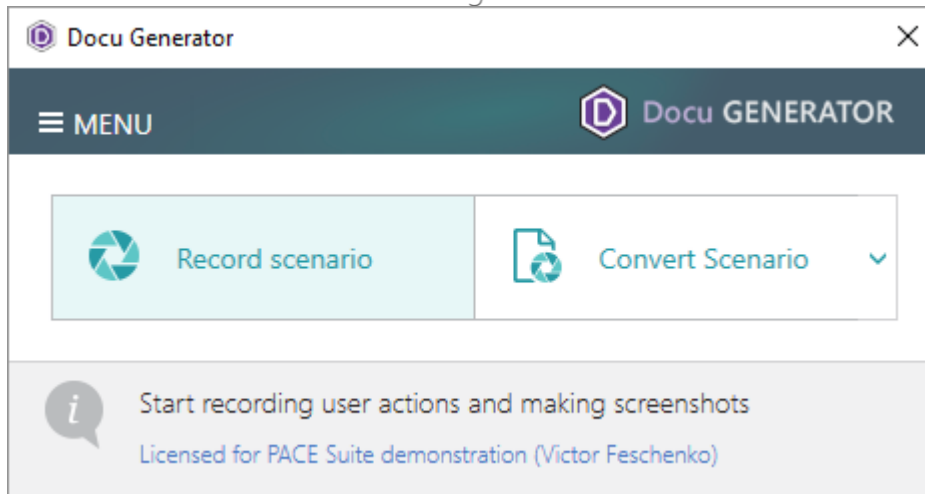 Docu Generator
MENU
Docu GENERATOR
Record scenario
Convert Scenario
Start recording user actions and making screenshots
Licensed for PACE Suite demonstration (Victor Feschenko)